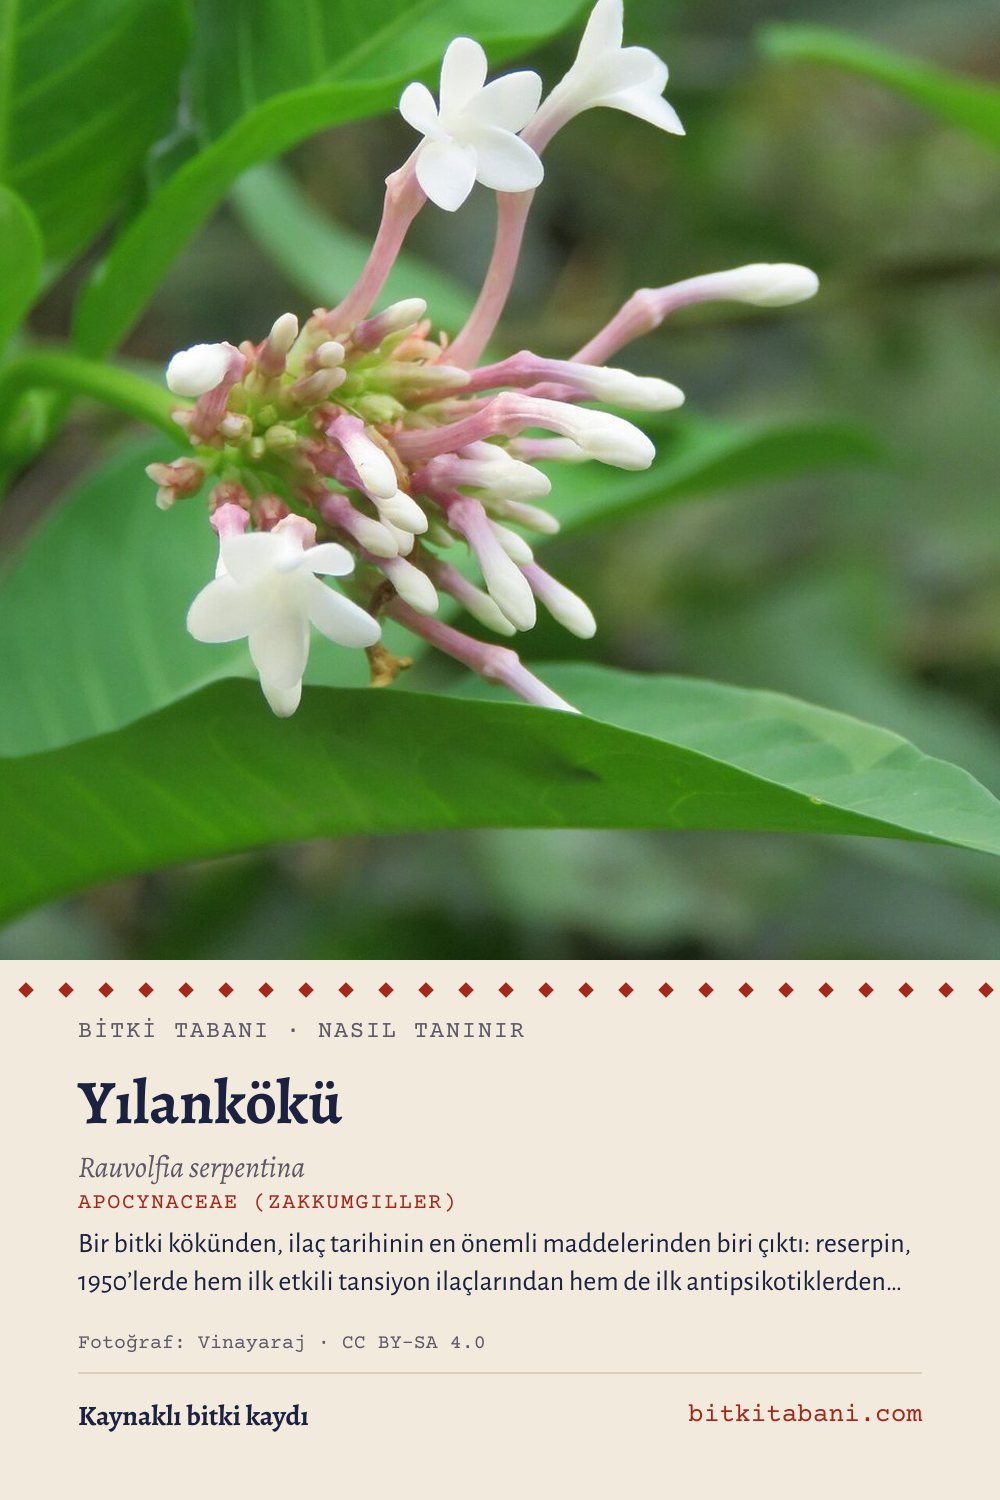 BİTKİ TABANI · NASIL TANINIR
Yılankökü
Rauvolfia serpentina
APOCYNACEAE (ZAKKUMGILLER)
Bir bitki kökünden, ilaç tarihinin en önemli maddelerinden biri çıktı: reserpin,
1950’lerde hem ilk etkili tansiyon ilaçlarından hem de ilk antipsikotiklerden…
Fotoğraf: Vinayaraj · CC BY-SA 4.0
Kaynaklı bitki kaydı
bitkitabani.com